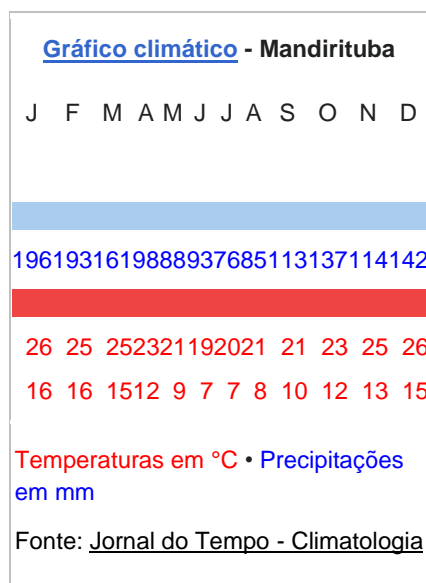 Gráfico climático - Mandirituba
J F M A M J J A S O N D
1961931619888937685113137114142
26 25 252321192021 21 23 25 26
16 16 1512 9 7 7 8 10 12 13 15
Temperaturas em °C • Precipitações
em mm
Fonte: Jornal do Tempo - Climatologia